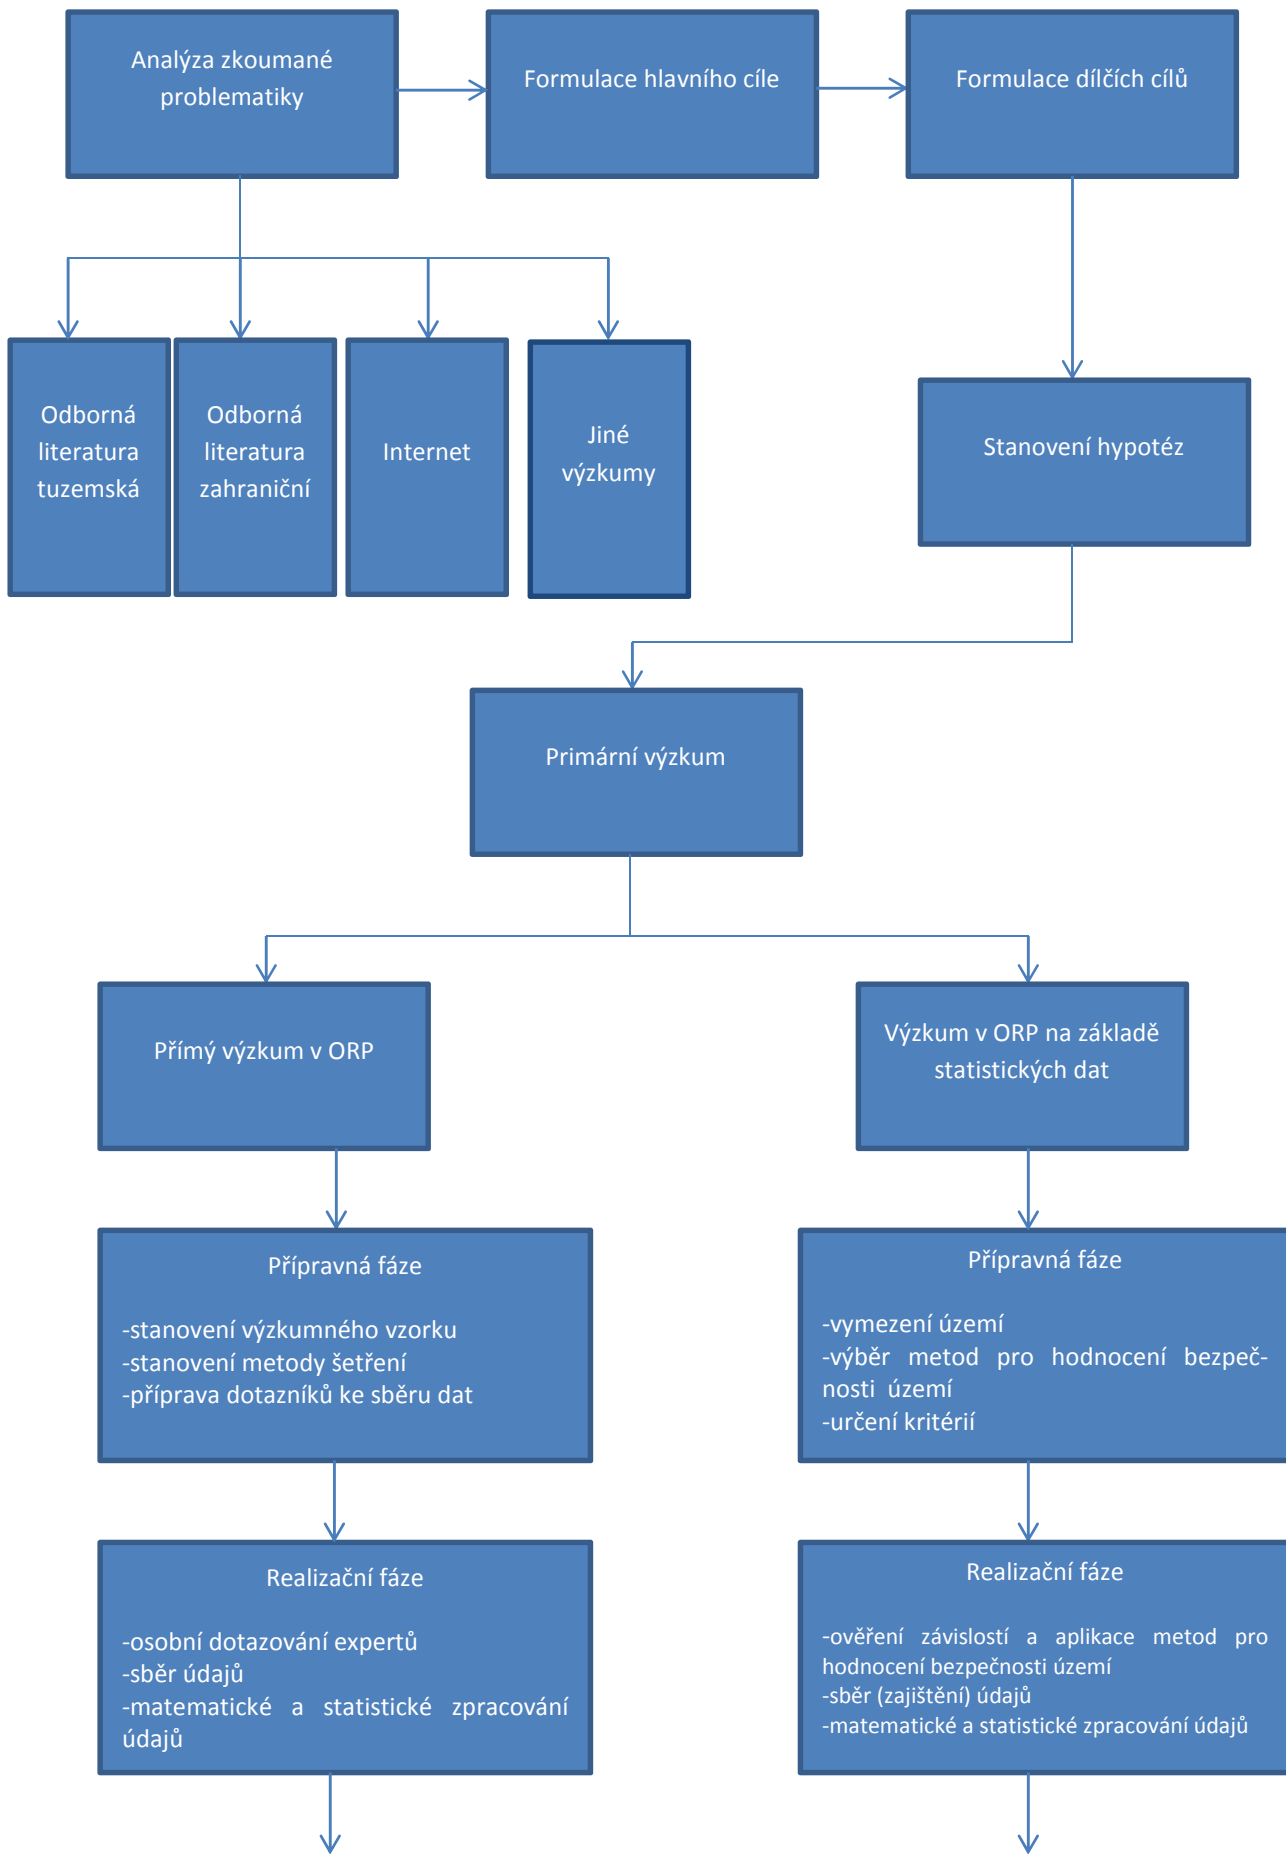 Analýza zkoumané
problematiky
Formulace hlavního cíle
Formulace dílčích cílů
Odborná
literatura
tuzemská
Odborná
literatura
zahraniční
Internet
Jiné
výzkumy
Stanovení hypotéz
Primární výzkum
Přímý výzkum v ORP
Výzkum v ORP na základě
statistických dat
Přípravná fáze
-stanovení výzkumného vzorku
-stanovení metody šetření
-příprava dotazníků ke sběru dat
Přípravná fáze
-vymezení území
-výběr metod pro hodnocení bezpeč-
nosti území
-určení kritérií
Realizační fáze
-osobní dotazování expertů
-sběr údajů
-matematické a statistické zpracování
údajů
Realizační fáze
-ověření závislostí a aplikace metod pro
hodnocení bezpečnosti území
-sběr (zajištění) údajů
-matematické a statistické zpracování údajů